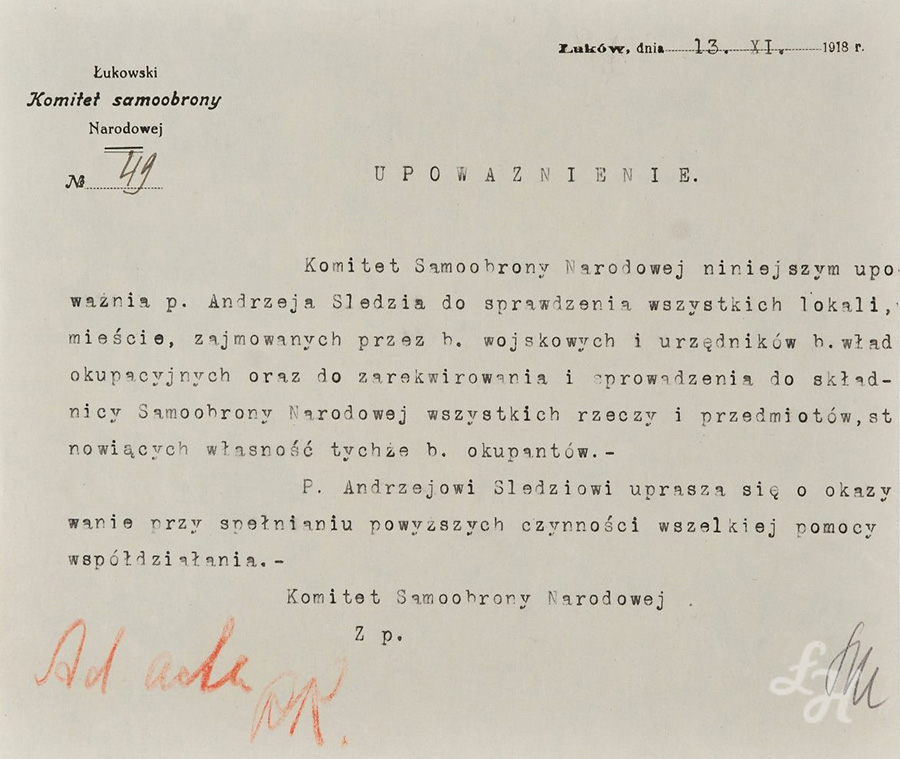 Łuków, dnia 13. XI. 1918 r.
Łukowski
Komitet samoobrony
Narodowej
№ 49
UPOWAZNIENIE.
Komitet Samoobrony Narodowej niniejszym upo-
ważnia p. Andrzeja Sledzia do sprawdzenia wszystkich lokali,
mieście, zajmowanych przez b. wojskowych i urzędników b.wład
okupacyjnych oraz do zarekwirowania i sprowadzenia do skład-
nicy Samoobrony Narodowej wszystkich rzeczy i przedmiotów,st
nowiących własność tychże b. okupantów.-
P. Andrzejowi Sledziowi uprasza się o okazy
wanie przy spełnianiu powyższych czynności wszelkiej pomocy
współdziałania.-
Komitet Samoobrony Narodowej .
Z p.
Ad acta
ŁH